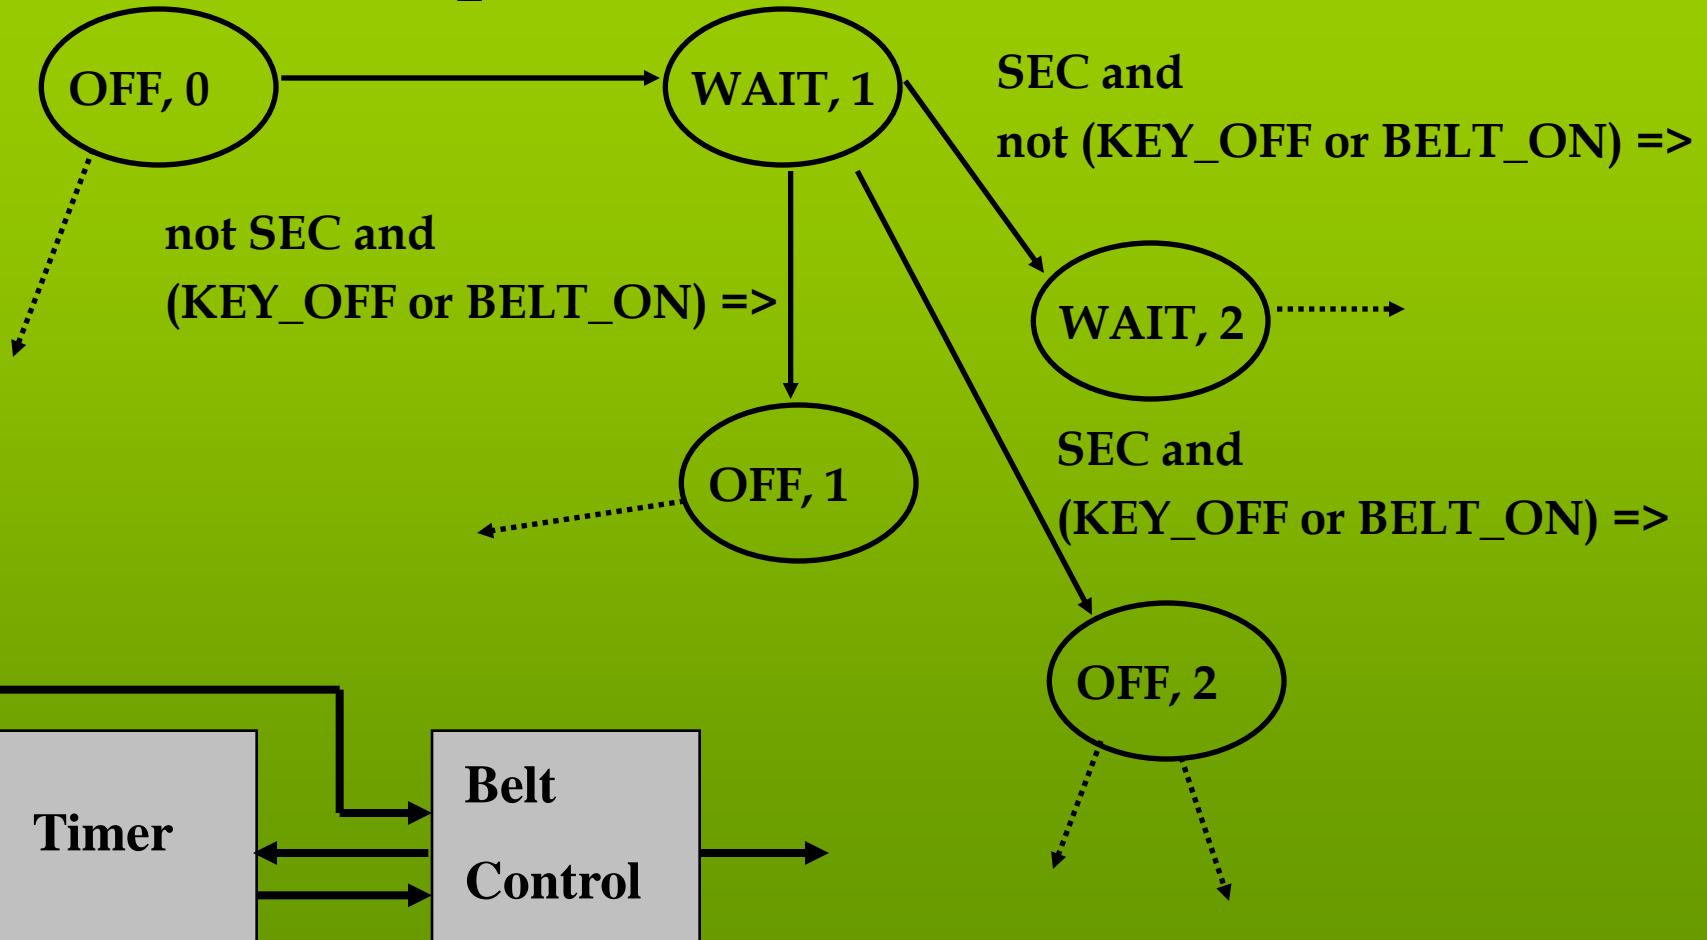 OFF, 0
WAIT, 1
SEC and
not (KEY_OFF or BELT_ON) =>
not SEC and
(KEY_OFF or BELT_ON) =>
WAIT, 2
OFF, 1
SEC and
(KEY_OFF or BELT_ON) =>
OFF, 2
Timer
Belt
Control